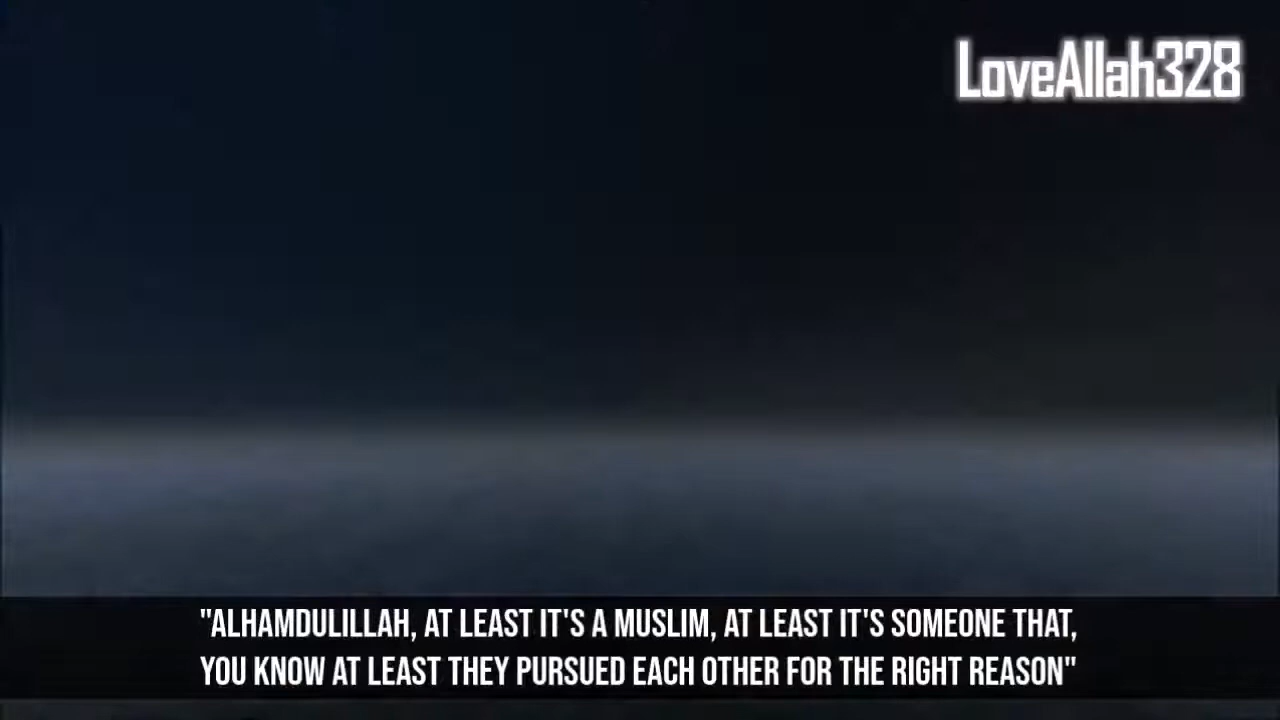 LoveAllah328
"ALHAMDULILLAH, AT LEAST IT'S A MUSLIM, AT LEAST IT'S SOMEONE THAT,
YOU KNOW AT LEAST THEY PURSUED EACH OTHER FOR THE RIGHT REASON"